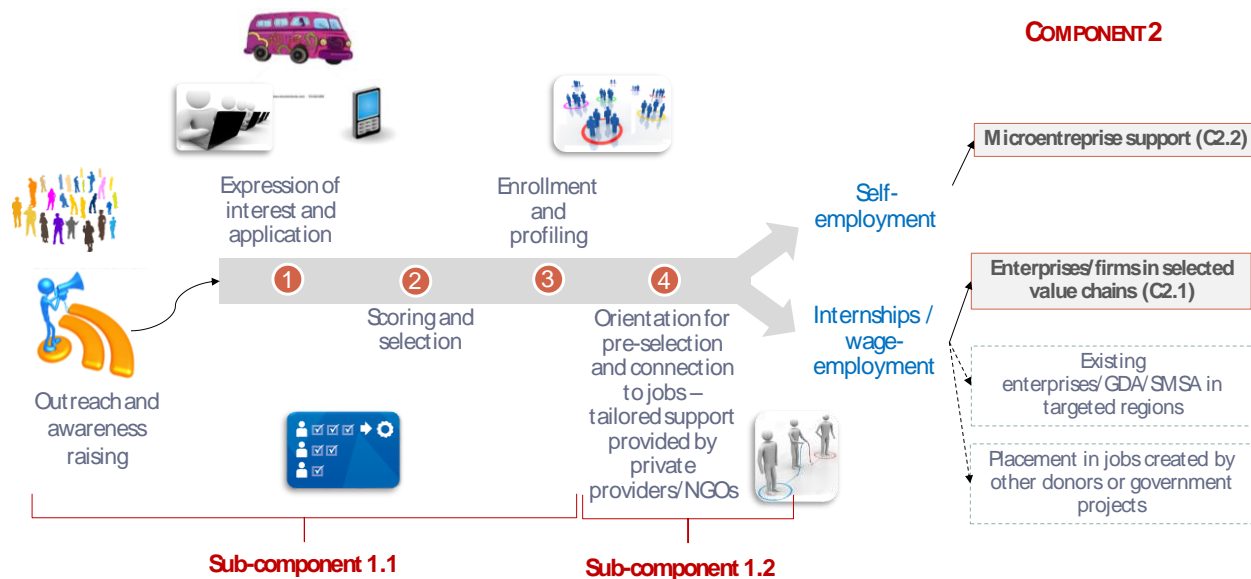 COMPONENT 2
Microentreprise support (C2.2)
Expression of
interest and
application
Enrollment
and
profiling
Self-
employment
1
2
3
4
Enterprises/firms in selected
value chains (C2.1)
Scoring and
selection
Orientation for
pre-selection
and connection
to jobs –
tailored support
provided by
private
providers/NGOs
Internships /
wage-
employment
Existing
enterprises/GDA/SMSA in
targeted regions
Outreach and
awareness
raising
Placement in jobs created by
other donors or government
projects
Sub-component 1.1
Sub-component 1.2